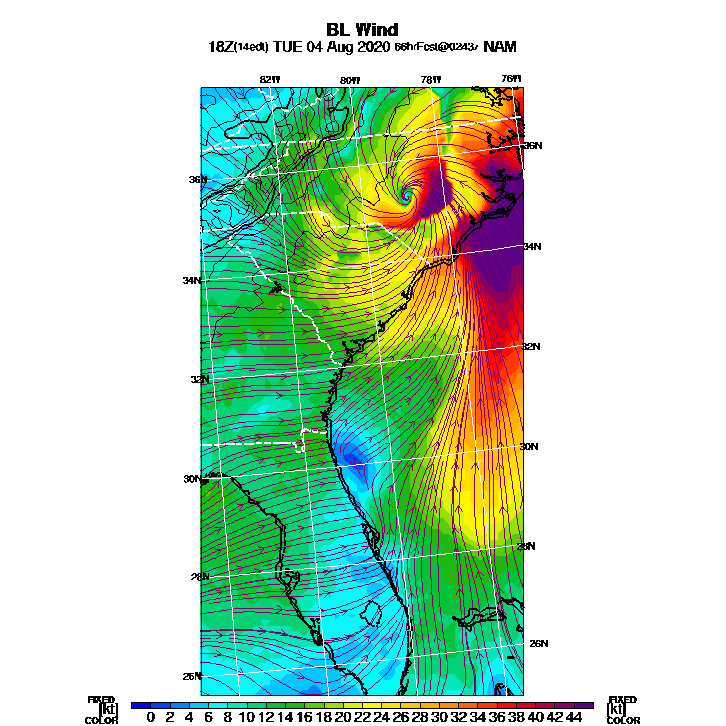 BL Wind
18Z(14edt) TUE 04 Aug 2020 66hrFcst@0243z NAM
82W 80W 78W 76W
36N
36N
34N
34N
32N
32N
30N
30N
28N
28N
26N
26N
FIXED FIXED
[kt] 0 2 4 6 8 10 12 14 16 18 20 22 24 26 28 30 32 34 36 38 40 42 44 [kt]
COLOR COLOR